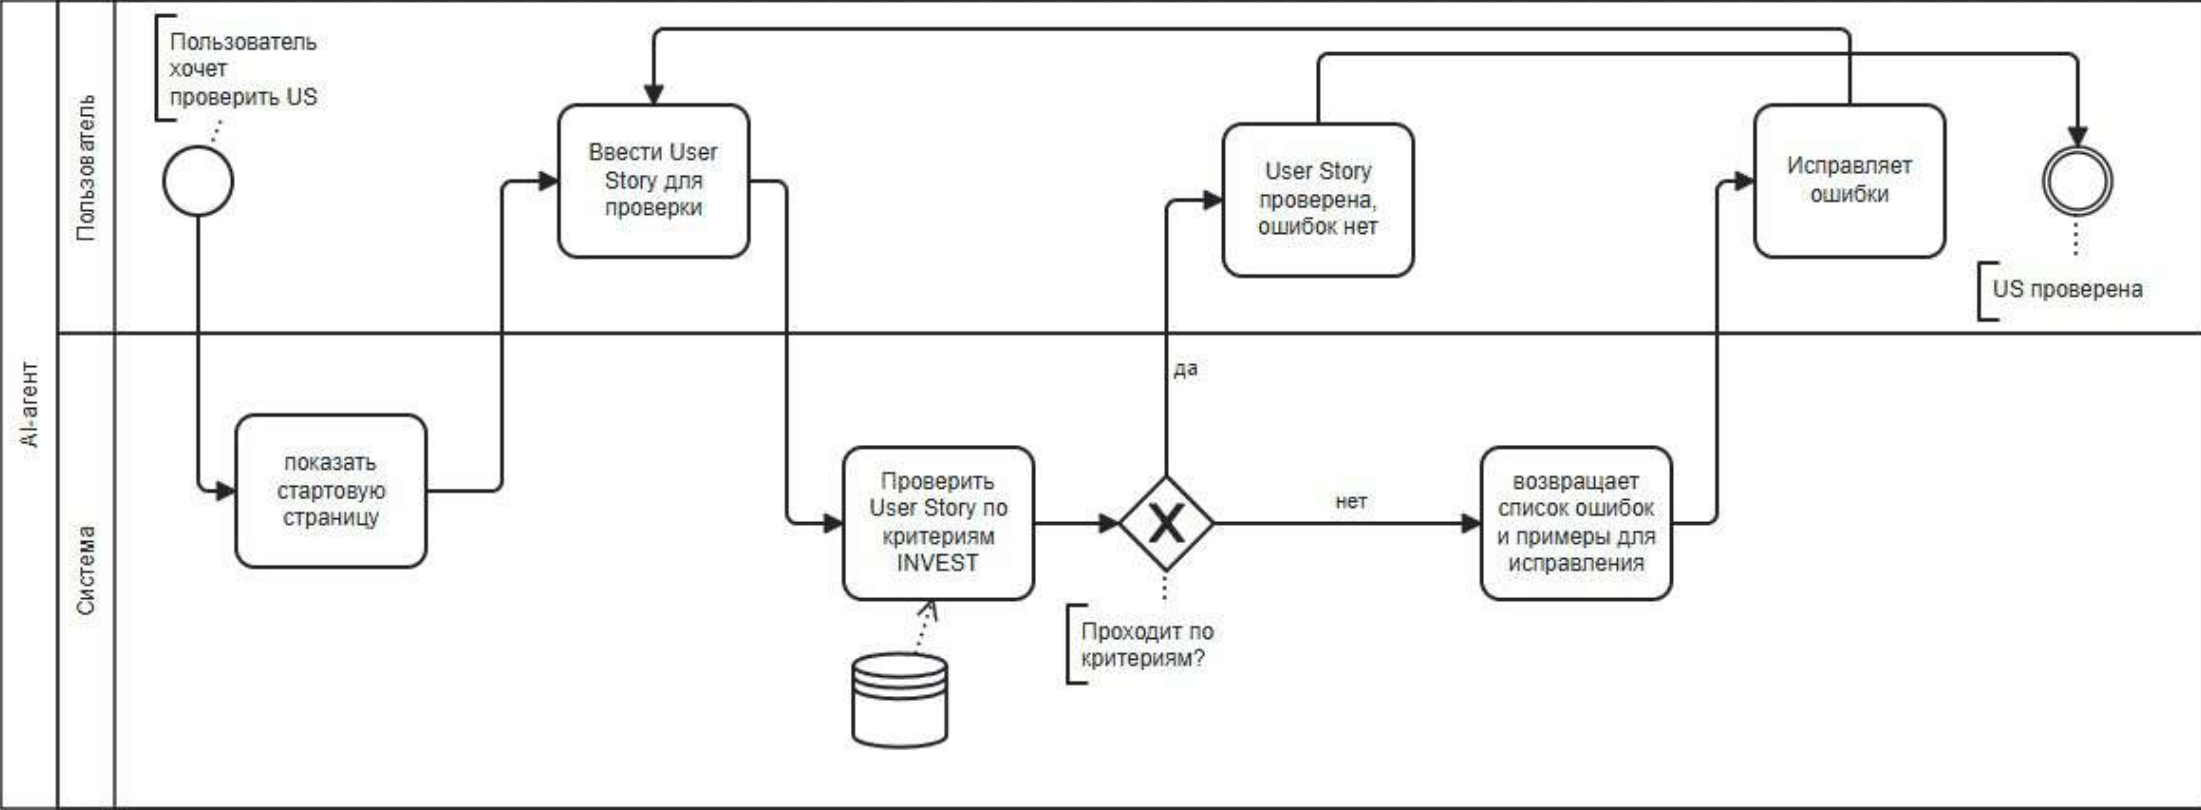 Пользователь
хочет
проверить US
Ввести User
Story для
проверки
User Story
проверена,
ошибок нет
Исправляет
ошибки
US проверена
Пользователь
AI-агент
Система
показать
стартовую
страницу
Проверить
User Story по
критериям
INVEST
да
нет
Проходит по
критериям?
возвращает
список ошибок
и примеры для
исправления